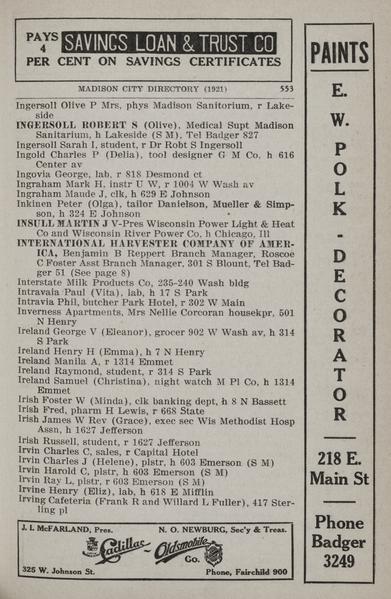 PAYS 4 SAVINGS LOAN & TRUST CO
PER CENT ON SAVINGS CERTIFICATES
MADISON CITY DIRECTORY (1921) 553
Ingersoll Olive P Mrs, phys Madison Sanitarium, r Lake-
side
INGERSOLL ROBERT S (Olive), Medical Supt Madison
Sanitarium, h Lakeside (S M), Tel Badger 827
Ingersoll Sarah I, student, r Dr Robt S Ingersoll
Ingold Charles P (Delia), tool designer G M Co, h 616
Center av
Ingovia George, lab, r 818 Desmond ct
Ingraham Mark H, instr U W, r 1004 W Wash av
Ingraham Maude J, clk, h 629 E Johnson
Inkinen Peter (Olga), tailor Danielson, Mueller & Simp-
son, h 324 E Johnson
INSULL MARTIN J V-Pres Wisconsin Power Light & Heat
Co and Wisconsin River Power Co, h Chicago, Ill
INTERNATIONAL HARVESTER COMPANY OF AMER-
ICA, Benjamin B Reppert Branch Manager, Roscoe
C Foster Asst Branch Manager, 301 S Blount, Tel Bad-
ger 51 (See page 8)
Interstate Milk Products Co, 235-240 Wash bldg
Intravaia Paul (Vita), lab, h 17 S Park
Intravia Phil, butcher Park Hotel, r 302 W Main
Inverness Apartments, Mrs Nellie Corcoran housekpr, 501
N Henry
Ireland George V (Eleanor), grocer 902 W Wash av, h 314
S Park
Ireland Henry H (Emma), h 7 N Henry
Ireland Manila A, r 1314 Emmet
Ireland Raymond, student, r 314 S Park
Ireland Samuel (Christina), night watch M Pl Co, h 1314
Emmet
Irish Foster W (Minda), clk banking dept, h 8 N Bassett
Irish Fred, pharm H Lewis, r 668 State
Irish James W Rev (Grace), exec sec Wis Methodist Hosp
Assn, h 1627 Jefferson
Irish Russell, student, r 1627 Jefferson
Irvin Charles C, sales, r Capital Hotel
Irvin Charles J (Helene), plstr, h 603 Emerson (S M)
Irvin Harold C, plstr, h 603 Emerson (S M)
Irvin Ray L, plstr, r 603 Emerson (S M)
Irvine Henry (Eliz), lab, h 618 E Mifflin
Irving Cafeteria (Frank R and Willard L Fuller), 417 Ster-
ling pl
J. I. McFARLAND, Pres. N. O. NEWBURG, Sec'y & Treas.
Cadillac - Oldsmobile
Co.
325 W. Johnson St. Phone, Fairchild 900
PAINTS
E. W. POLK - DECORATOR
218 E.
Main St
Phone
Badger
3249